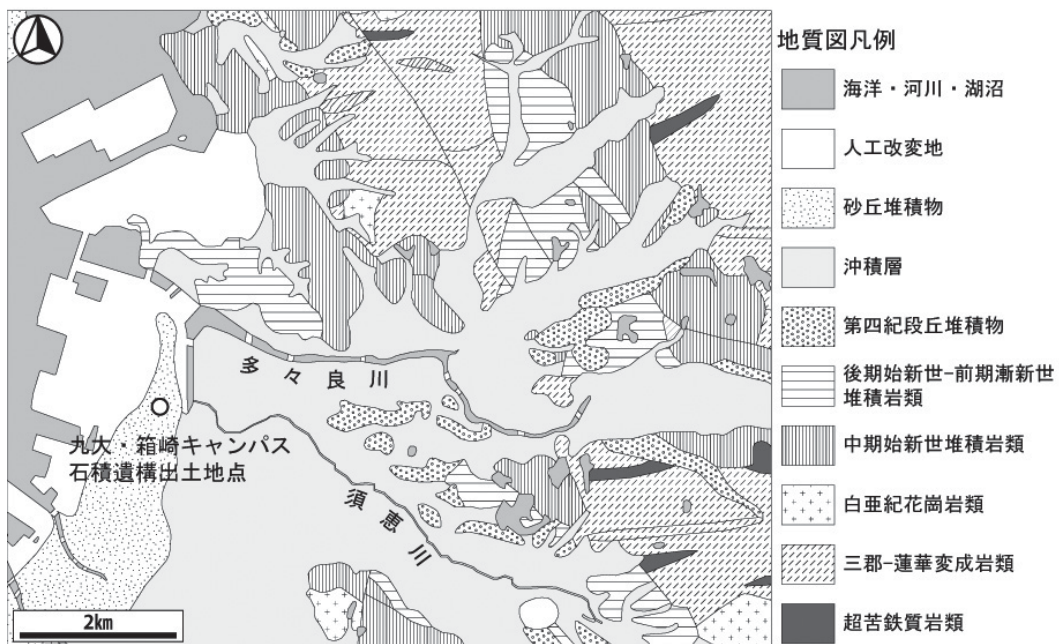 地質図凡例
海洋・河川・湖沼
人工改変地
砂丘堆積物
沖積層
第四紀段丘堆積物
後期始新世-前期漸新世
堆積岩類
中期始新世堆積岩類
白亜紀花崗岩類
三郡-蓮華変成岩類
超苦鉄質岩類
多々良川
九大・箱崎キャンパス
石積遺構出土地点
須恵川
2km